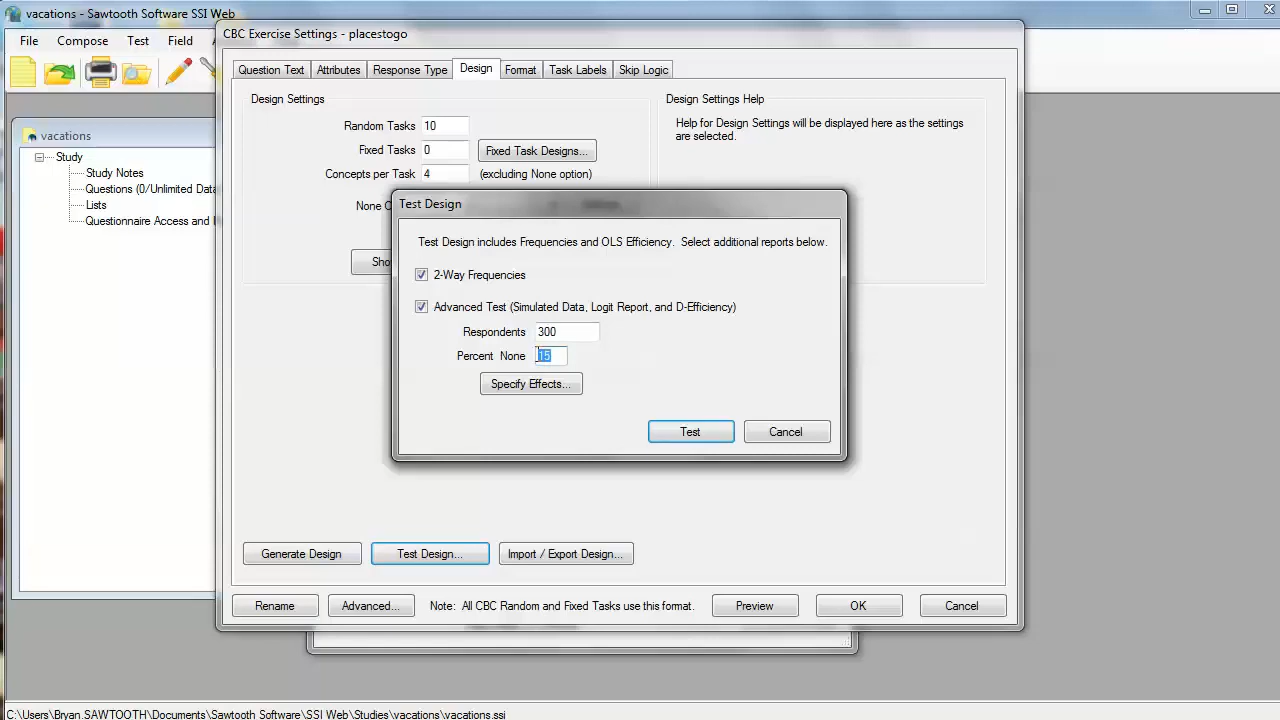 vacations - Sawtooth Software SSI Web
CBC Exercise Settings - placestogo
File Compose Test Field
Question Text Attributes Response Type Design Format Task Labels Skip Logic
Design Settings
Random Tasks 10
Fixed Tasks 0 Fixed Task Designs...
Concepts per Task 4 (excluding None option)
Design Settings Help
Help for Design Settings will be displayed here as the settings
are selected.
vacations
Study
Study Notes
Questions (0/Unlimited Data
Lists
Questionnaire Access and
Test Design
Test Design includes Frequencies and OLS Efficiency. Select additional reports below.
2-Way Frequencies
Advanced Test (Simulated Data, Logit Report, and D-Efficiency)
Respondents 300
Percent None 15
Specify Effects...
Test Cancel
None
Generate Design Test Design... Import / Export Design...
Rename Advanced... Note: All CBC Random and Fixed Tasks use this format. Preview OK Cancel
C:\Users\Bryan.SAWTOOTH\Documents\Sawtooth Software\SSI Web\Studies\vacations\vacations.ssi